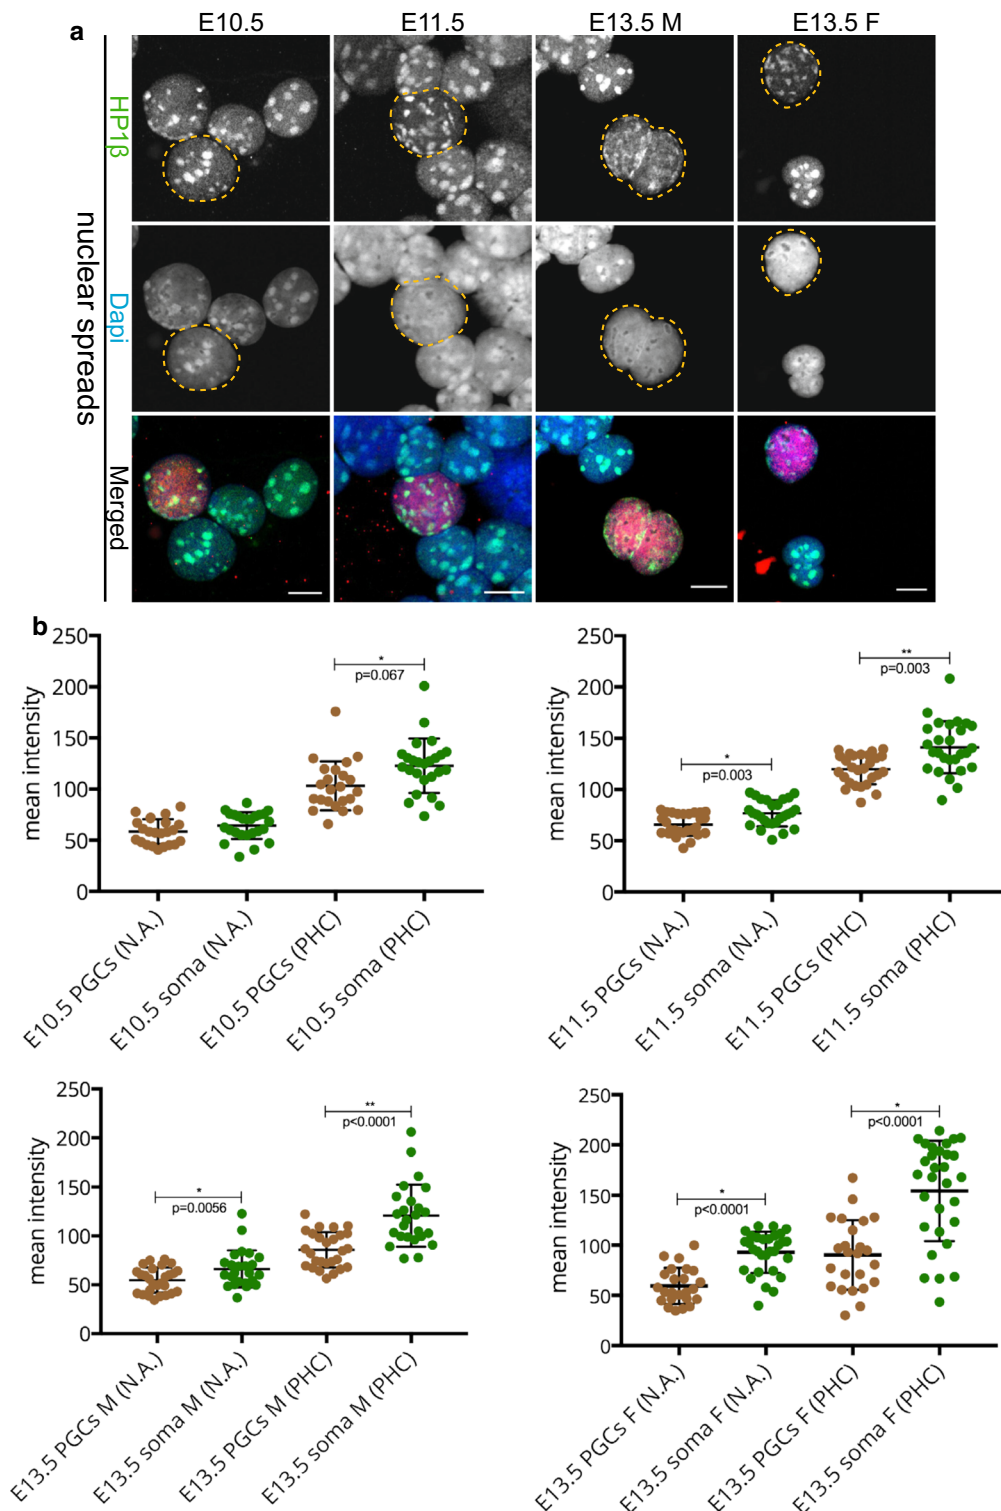 a
E10.5
E11.5
E13.5 M
E13.5 F
nuclear spreads
HP1β
Dapi
Merged
b
250
200
150
100
50
0
mean intensity
*
p=0.067
E10.5 PGCs (N.A.)
E10.5 soma (N.A.)
E10.5 PGCs (PHC)
E10.5 soma (PHC)
250
200
150
100
50
0
mean intensity
*
p=0.003
**
p=0.003
E11.5 PGCs (N.A.)
E11.5 soma (N.A.)
E11.5 PGCs (PHC)
E11.5 soma (PHC)
250
200
150
100
50
0
mean intensity
*
p=0.0056
**
p<0.0001
E13.5 PGCs M (N.A.)
E13.5 soma M (N.A.)
E13.5 PGCs M (PHC)
E13.5 soma M (PHC)
250
200
150
100
50
0
mean intensity
*
p<0.0001
*
p<0.0001
E13.5 PGCs F (N.A.)
E13.5 soma F (N.A.)
E13.5 PGCs F (PHC)
E13.5 soma F (PHC)